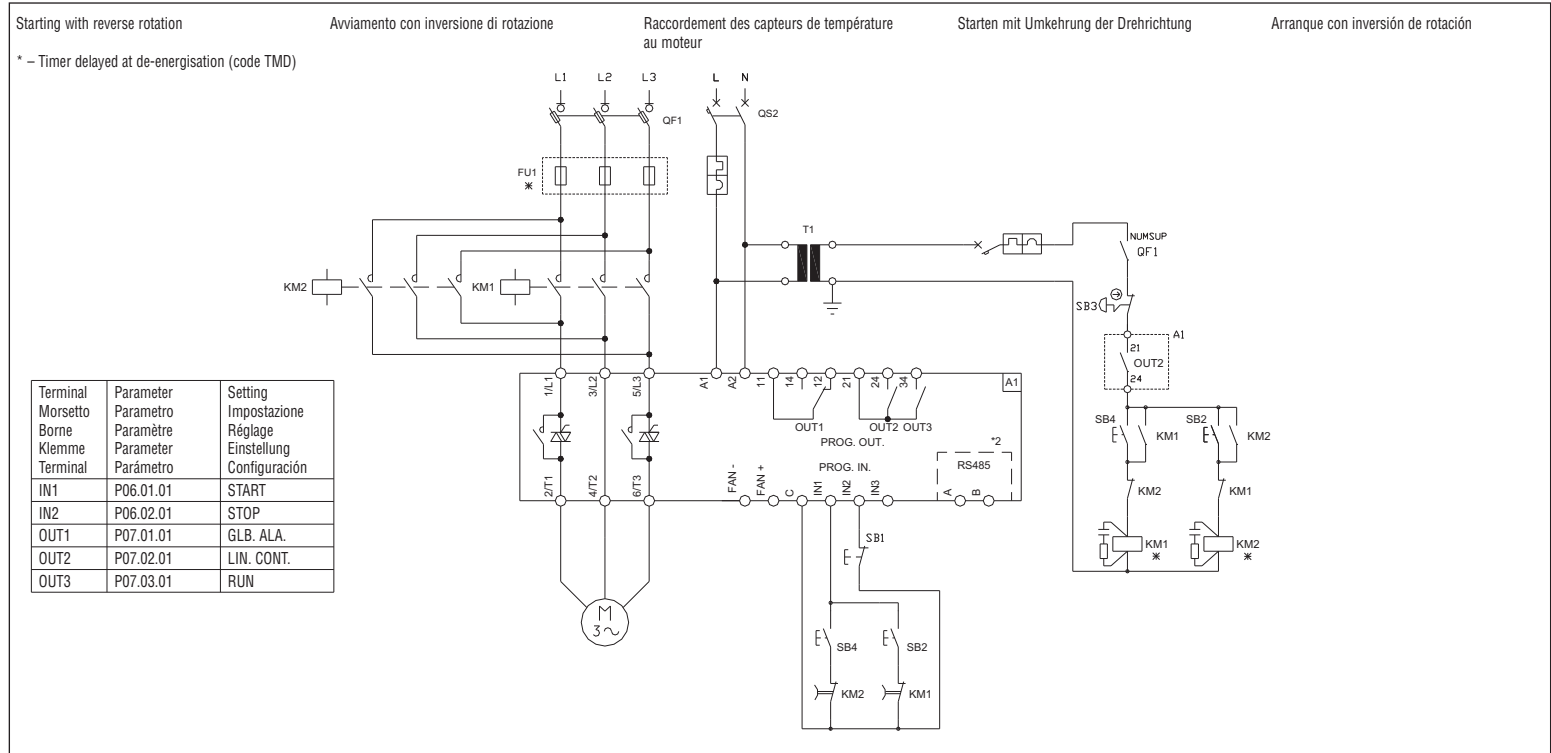 Starting with reverse rotation
Avviamento con inversione di rotazione
Raccordement des capteurs de température
au moteur
Starten mit Umkehrung der Drehrichtung
Arranque con inversión de rotación
* – Timer delayed at de-energisation (code TMD)
L1 L2 L3 L N
QF1 QS2
FU1
*
T1
NUMSUP
QF1
KM2 KM1
SB3
A1
21
OUT2
24
1/L1 3/L2 5/L3 A1 A2 11 14 12 21 24 34 A1
OUT1 OUT2 OUT3
PROG. OUT.
*2
PROG. IN. RS485
2/T1 4/T2 6/T3 FAN - FAN + C IN1 IN2 IN3 A B
SB4 KM1 SB2 KM2
KM2 KM1
KM1 KM2
* *
SB1
M
3~
SB4 SB2
KM2 KM1
Terminal Parameter Setting
Morsetto Parametro Impostazione
Borne Paramètre Réglage
Klemme Parameter Einstellung
Terminal Parámetro Configuración
IN1 P06.01.01 START
IN2 P06.02.01 STOP
OUT1 P07.01.01 GLB. ALA.
OUT2 P07.02.01 LIN. CONT.
OUT3 P07.03.01 RUN